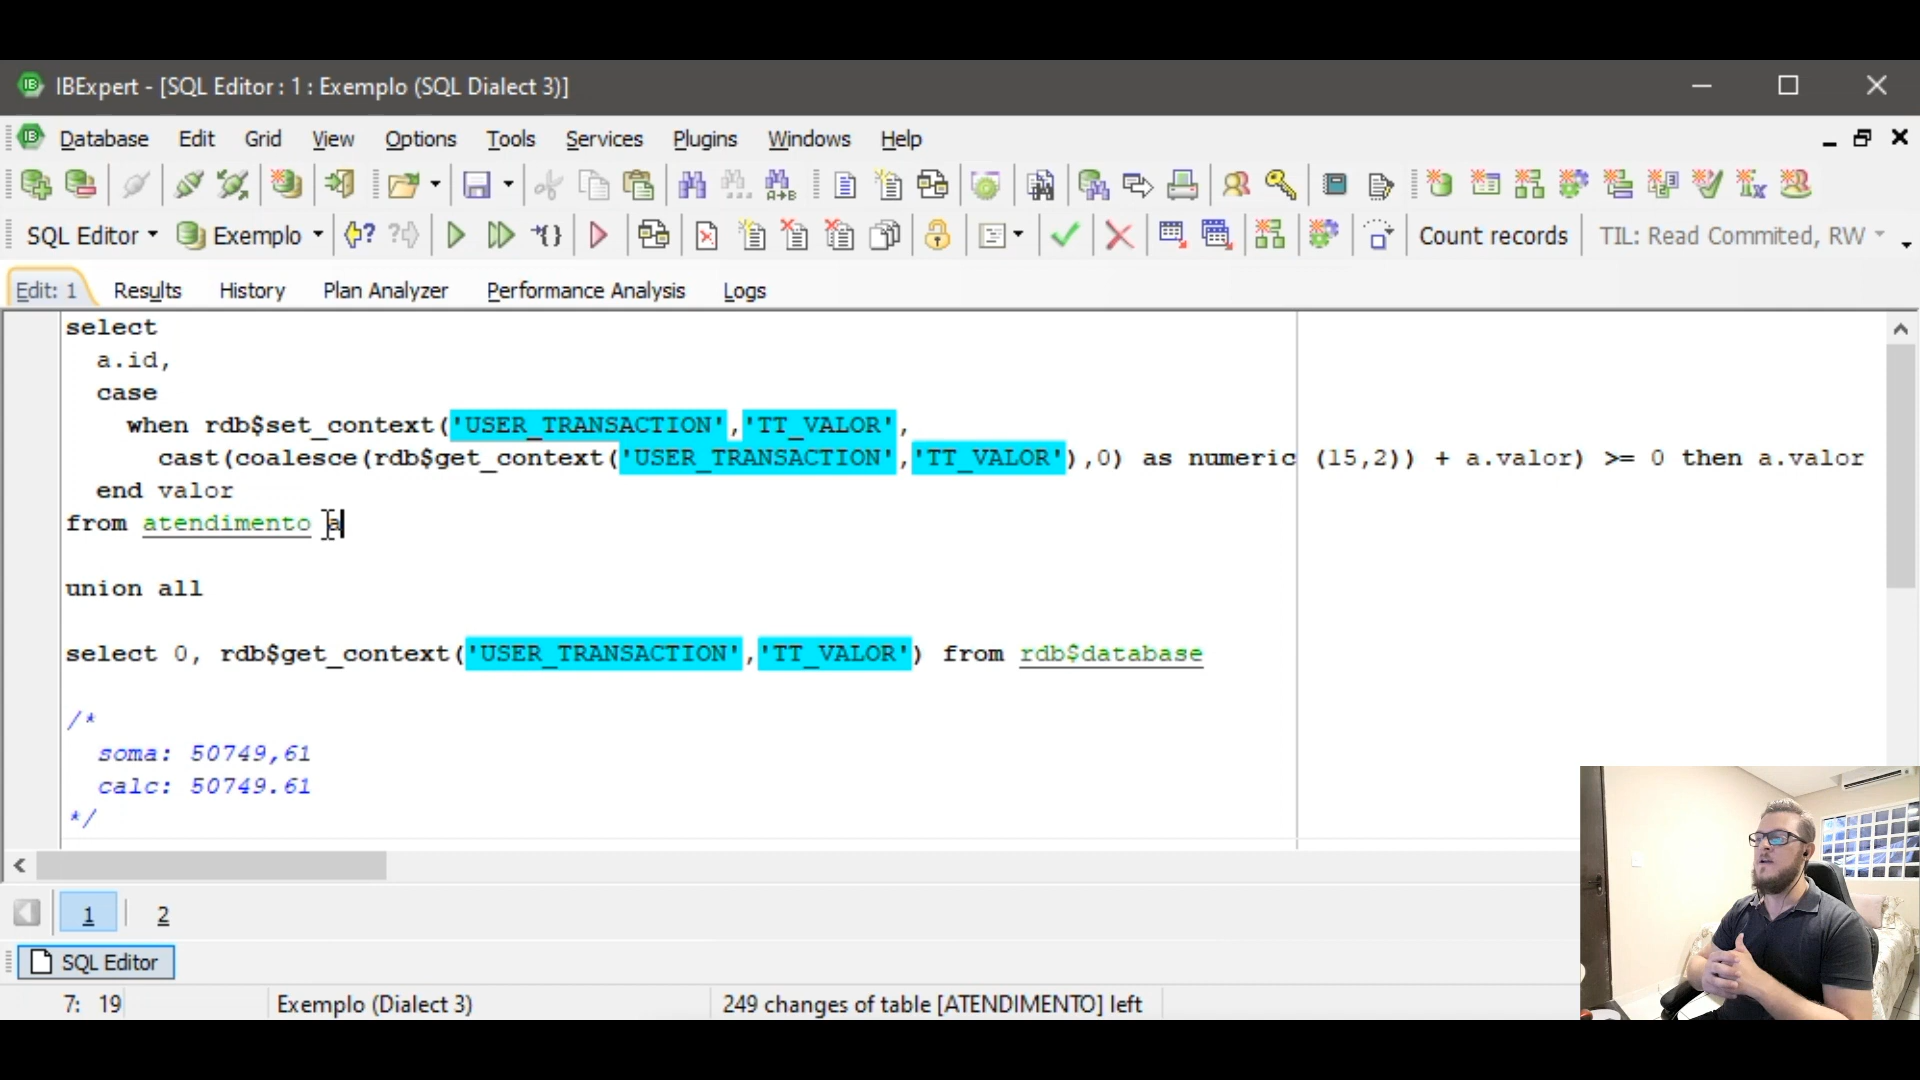 IBExpert - [SQL Editor : 1 : Exemplo (SQL Dialect 3)]
Database Edit Grid View Options Tools Services Plugins Windows Help
SQL Editor Exemplo Count records TIL: Read Commited, RW
Edit: 1 Results History Plan Analyzer Performance Analysis Logs
select
a.id,
case
when rdb$set_context('USER_TRANSACTION','TT_VALOR',
cast(coalesce(rdb$get_context('USER_TRANSACTION','TT_VALOR'),0) as numeric (15,2)) + a.valor) >= 0 then a.valor
end valor
from atendimento a
union all
select 0, rdb$get_context('USER_TRANSACTION','TT_VALOR') from rdb$database
/*
soma: 50749,61
calc: 50749.61
*/
1 2
SQL Editor
7: 19 Exemplo (Dialect 3) 249 changes of table [ATENDIMENTO] left